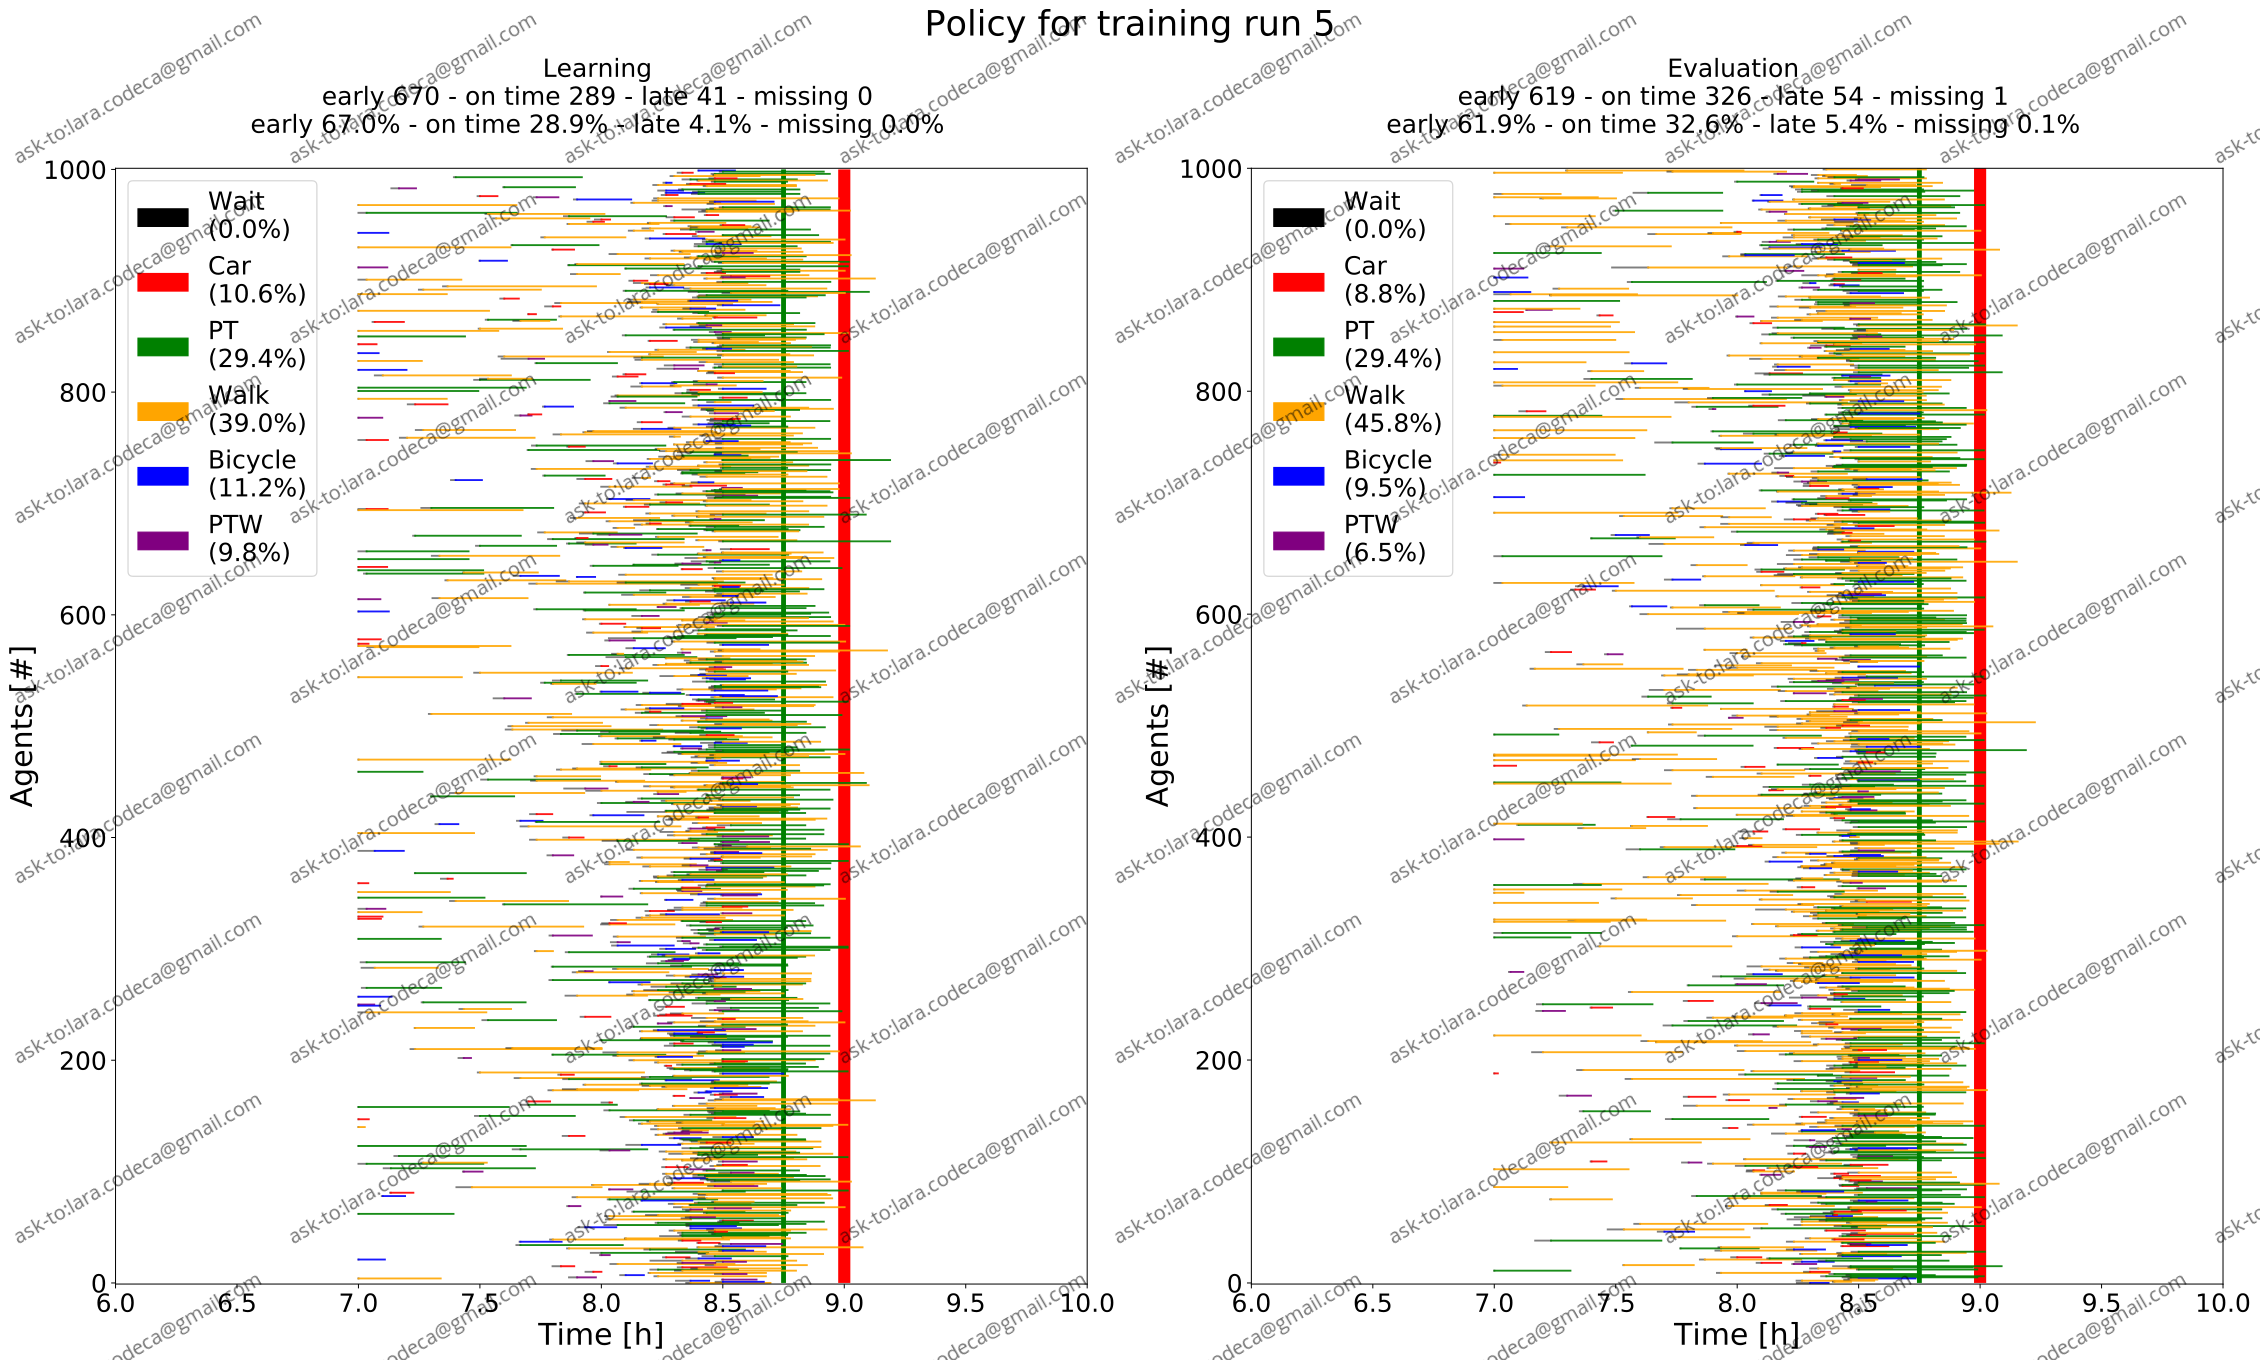 Policy for training run 5
Learning
early 670 - on time 289 - late 41 - missing 0
early 67.0% - on time 28.9% - late 4.1% - missing 0.0%
Agents [#]
1000
800
600
400
200
0
Wait
(0.0%)
Car
(10.6%)
PT
(29.4%)
Walk
(39.0%)
Bicycle
(11.2%)
PTW
(9.8%)
6.0 6.5 7.0 7.5 8.0 8.5 9.0 9.5 10.0
Time [h]
Evaluation
early 619 - on time 326 - late 54 - missing 1
early 61.9% - on time 32.6% - late 5.4% - missing 0.1%
Agents [#]
1000
800
600
400
200
0
Wait
(0.0%)
Car
(8.8%)
PT
(29.4%)
Walk
(45.8%)
Bicycle
(9.5%)
PTW
(6.5%)
6.0 6.5 7.0 7.5 8.0 8.5 9.0 9.5 10.0
Time [h]
ask-to:lara.codeca@gmail.com